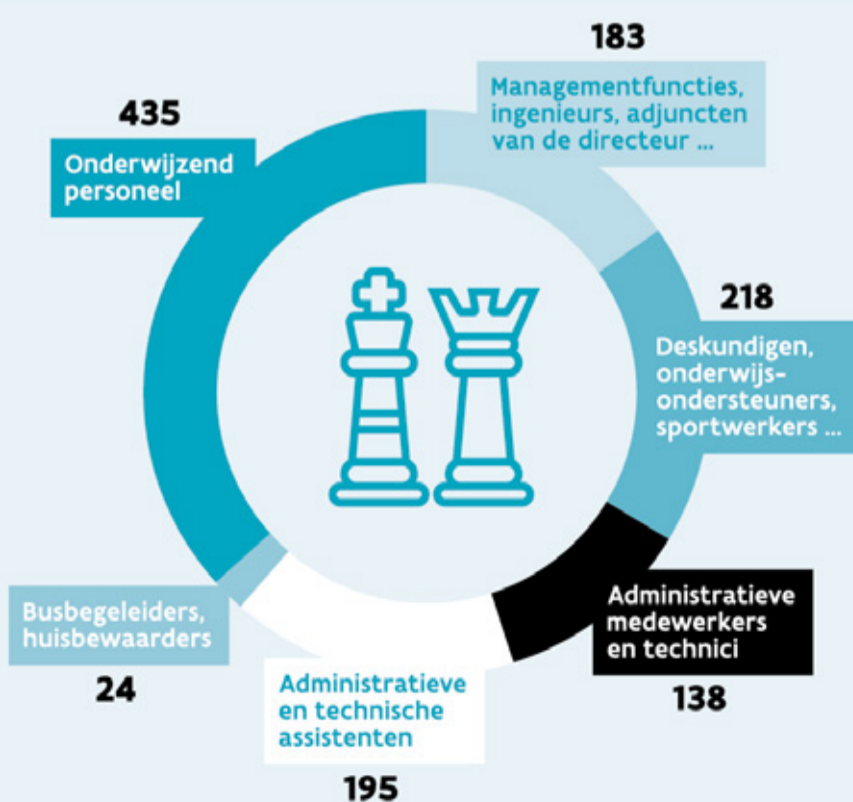 183
Managementfuncties,
ingenieurs, adjuncten
van de directeur ...
435
Onderwijzend
personeel
218
Deskundigen,
onderwijs-
ondersteuners,
sportwerkers ...
Administratieve
medewerkers
en technici
138
Busbegeleiders,
huisbewaarders
24
Administratieve
en technische
assistenten
195